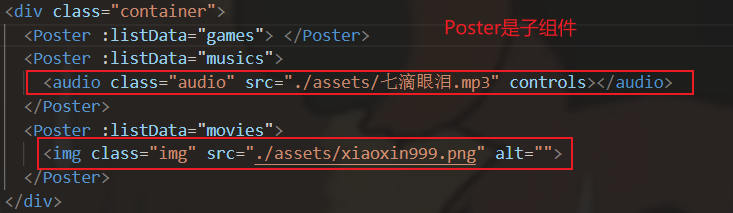 <div class="container">
<Poster :listData="games"> </Poster>
Poster是子组件
<Poster :listData="musics">
<audio class="audio" src="./assets/七滴眼泪.mp3" controls></audio>
</Poster>
<Poster :listData="movies">
<img class="img" src="./assets/xiaoxin999.png" alt="">
</Poster>
</div>